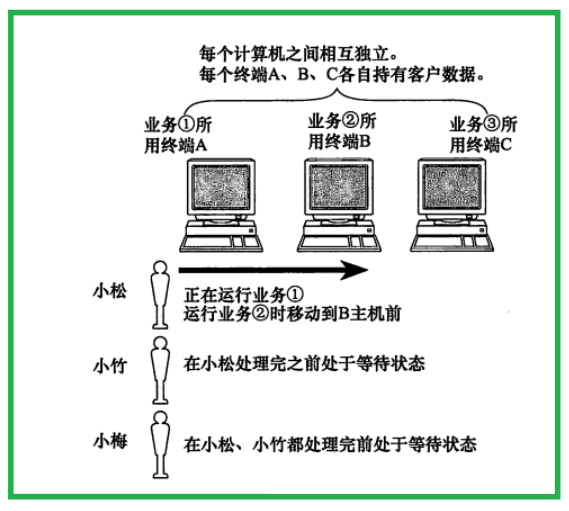 每个计算机之间相互独立。
每个终端A、B、C各自持有客户数据。
业务①所
用终端A
业务②所
用终端B
业务③所
用终端C
小松
正在运行业务①
运行业务②时移动到B主机前
小竹
在小松处理完之前处于等待状态
小梅
在小松、小竹都处理完前处于等待状态